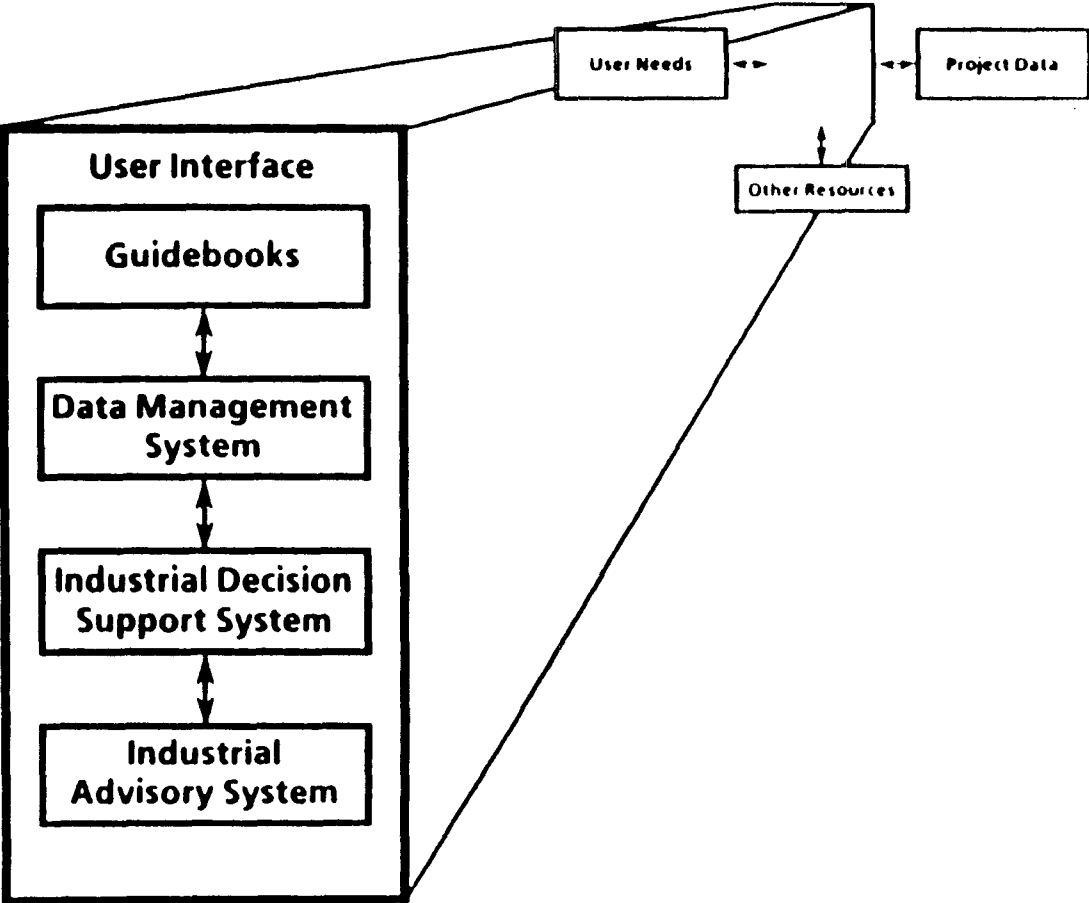 User Needs
Project Data
Other Resources
User Interface
Guidebooks
Data Management
System
Industrial Decision
Support System
Industrial
Advisory System